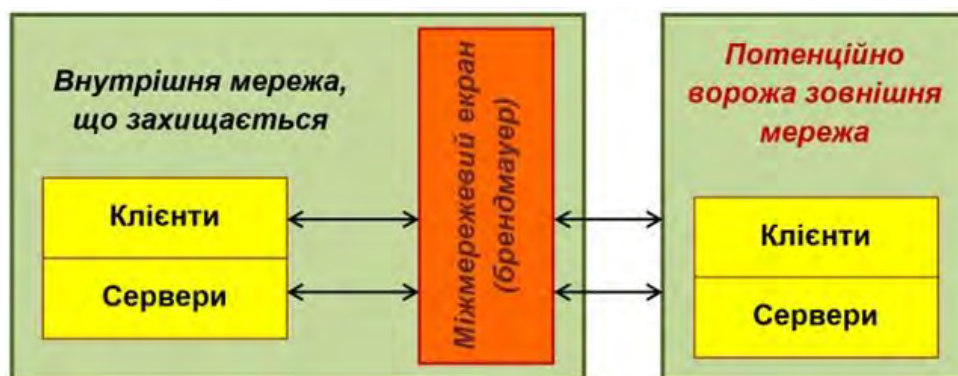 Внутрішня мережа,
що захищається
Клієнти
Сервери
Міжмережевий екран
(брендмауер)
Потенційно
ворожа зовнішня
мережа
Клієнти
Сервери